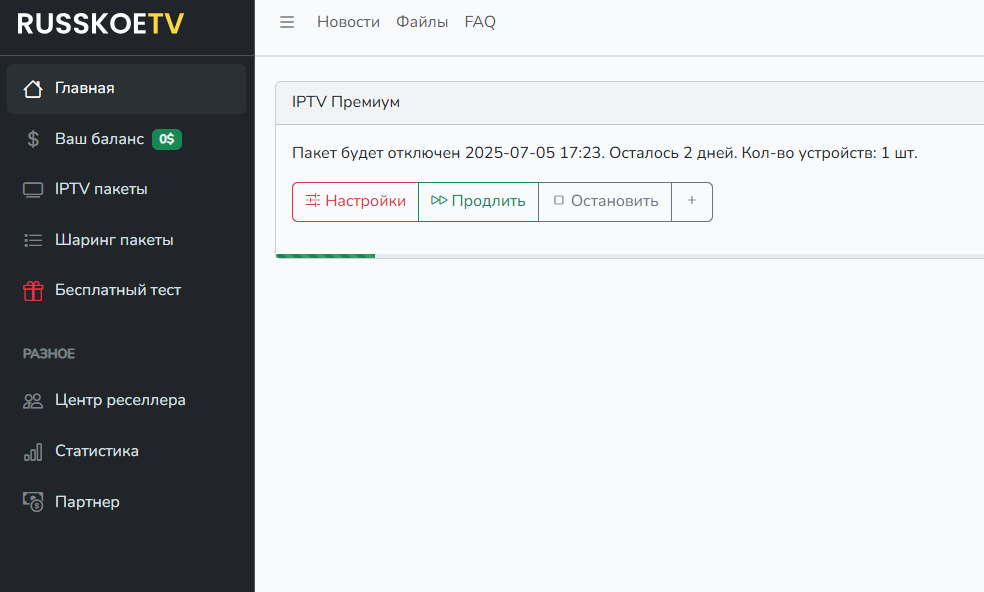 RUSSKOETV
Новости Файлы FAQ
Главная
Ваш баланс 0$
IPTV пакеты
Шаринг пакеты
Бесплатный тест
РАЗНОЕ
Центр реселлера
Статистика
Партнер
IPTV Премиум
Пакет будет отключен 2025-07-05 17:23. Осталось 2 дней. Кол-во устройств: 1 шт.
Настройки Продлить Остановить +